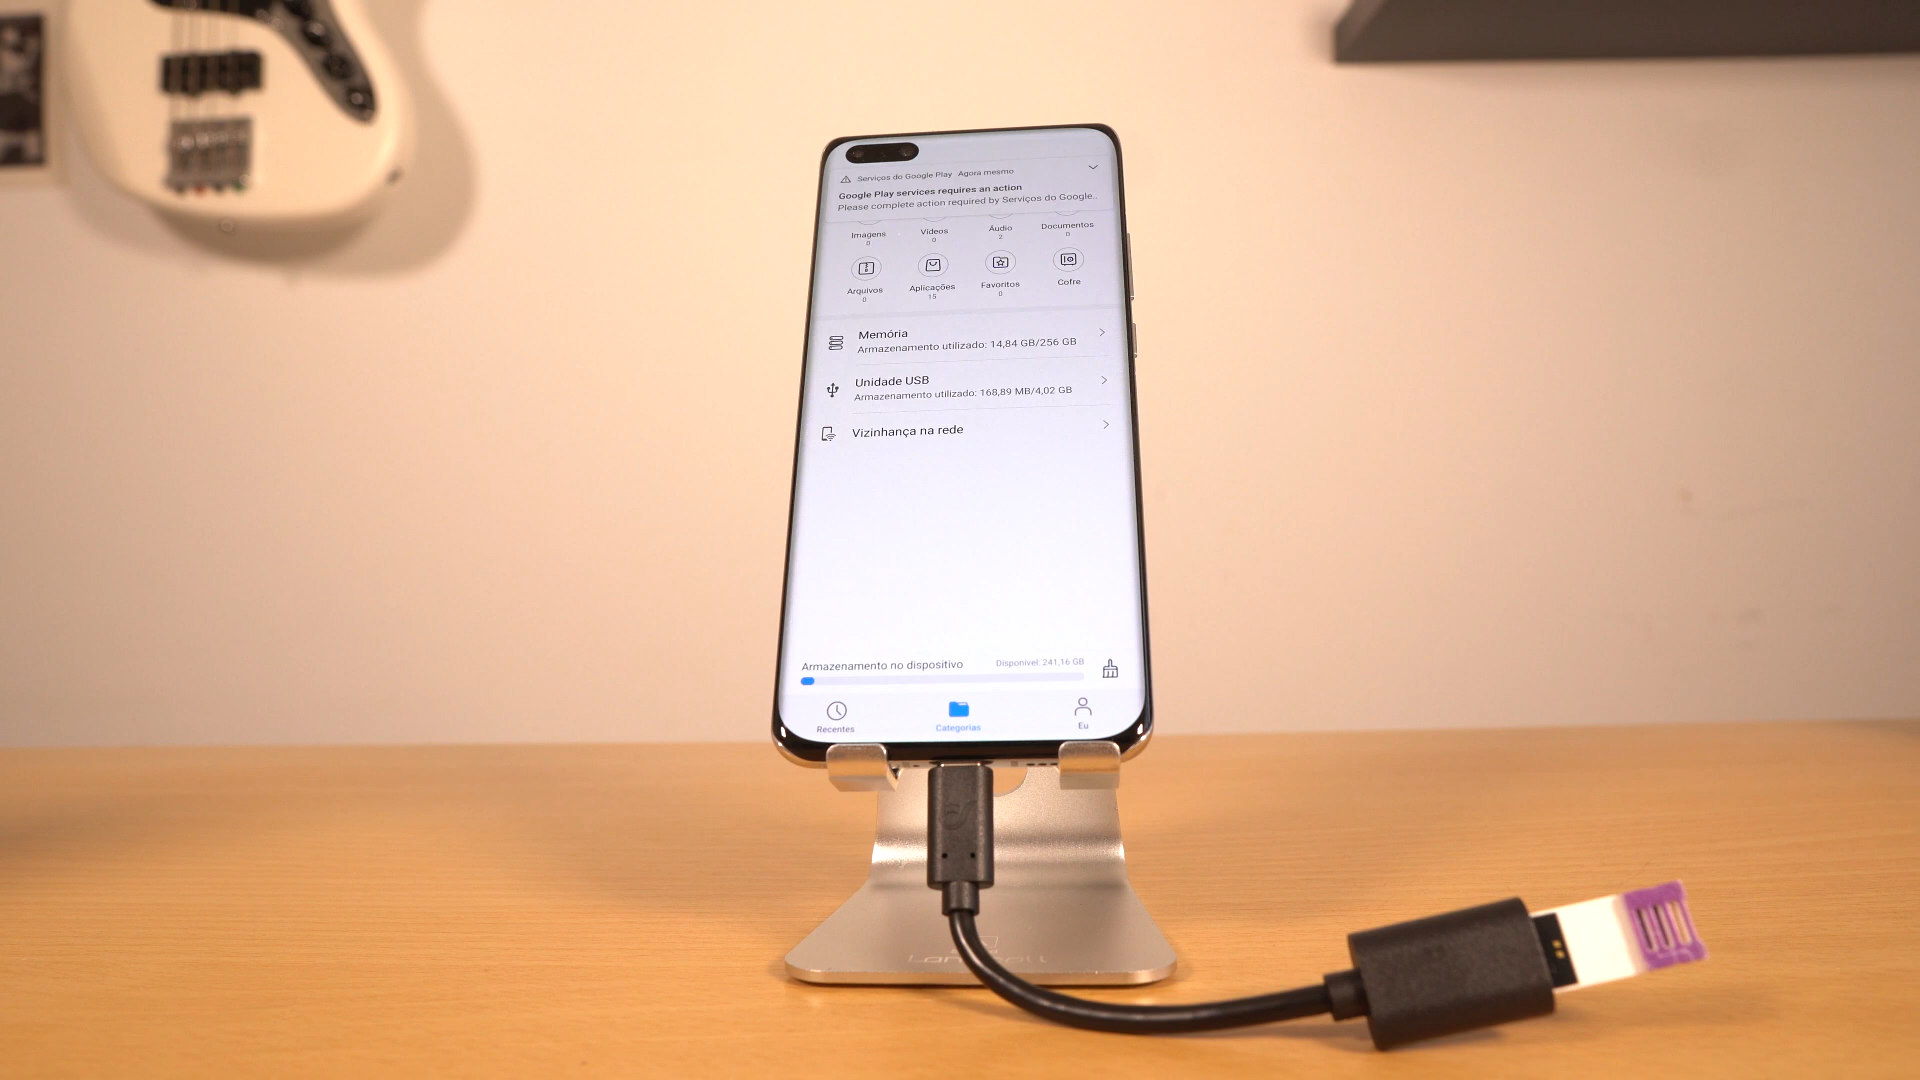 Serviços do Google Play Agora mesmo
Google Play services requires an action
Please complete action required by Serviços do Google..
Imagens Vídeos Áudio Documentos
0 0 2 0
Arquivos Aplicações Favoritos Cofre
0 15 0
Memória
Armazenamento utilizado: 14,84 GB/256 GB
Unidade USB
Armazenamento utilizado: 168,89 MB/4,02 GB
Vizinhança na rede
Armazenamento no dispositivo Disponível: 241,16 GB
Recentes Categorias Eu